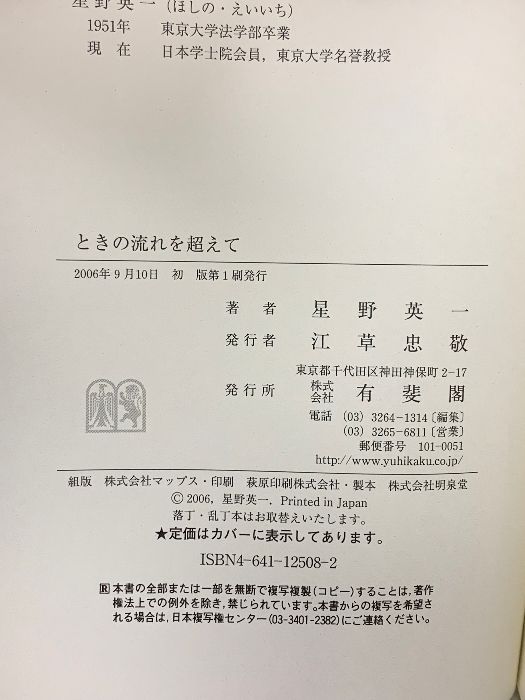 星野英一（ほしの・えいいち）
1951年　東京大学法学部卒業
現　在　日本学士院会員，東京大学名誉教授
ときの流れを超えて
2006年9月10日　初　版第1刷発行
著　者　星　野　英　一
発行者　江　草　忠　敬
東京都千代田区神田神保町2-17
発行所　株式会社　有　斐　閣
電話　(03) 3264-1314〔編集〕
(03) 3265-6811〔営業〕
郵便番号　101-0051
http://www.yuhikaku.co.jp/
組版　株式会社マップス・印刷　萩原印刷株式会社・製本　株式会社明泉堂
© 2006, 星野英一. Printed in Japan
落丁・乱丁本はお取替えいたします。
★定価はカバーに表示してあります。
ISBN4-641-12508-2
Ⓡ本書の全部または一部を無断で複写複製（コピー）することは，著作
権法上での例外を除き，禁じられています。本書からの複写を希望さ
れる場合は，日本複写権センター（03-3401-2382）にご連絡ください。